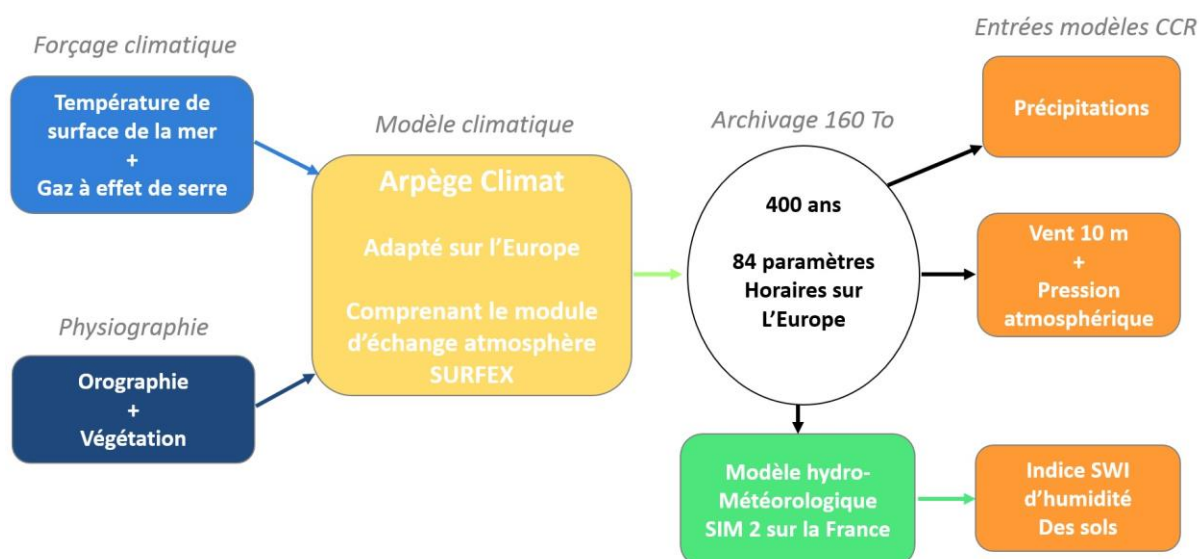 Forçage climatique
Température de
surface de la mer
+
Gaz à effet de serre
Physiographie
Orographie
+
Végétation
Modèle climatique
Arpège Climat
Adapté sur l'Europe
Comprenant le module
d'échange atmosphère
SURFEX
Archivage 160 To
400 ans
84 paramètres
Horaires sur
L'Europe
Modèle hydro-
Météorologique
SIM 2 sur la France
Entrées modèles CCR
Précipitations
Vent 10 m
+
Pression
atmosphérique
Indice SWI
d'humidité
Des sols